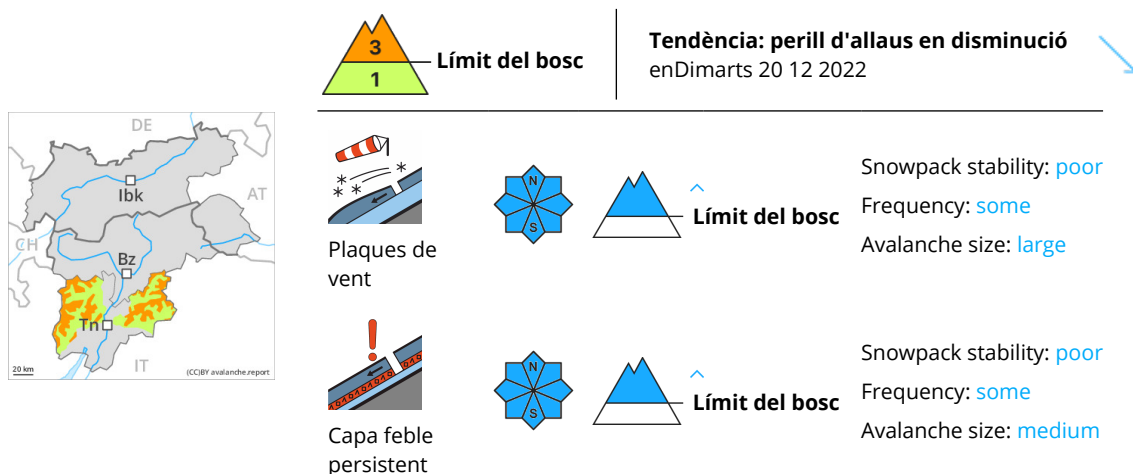 3
1
Límit del bosc
Tendència: perill d'allaus en disminució
enDimarts 20 12 2022
DE
AT
CH
IT
Ibk
Bz
Tn
20 km
(CC)BY avalanche.report
Plaques de
vent
N
S
Límit del bosc
Snowpack stability: poor
Frequency: some
Avalanche size: large
Capa feble
persistent
N
S
Límit del bosc
Snowpack stability: poor
Frequency: some
Avalanche size: medium